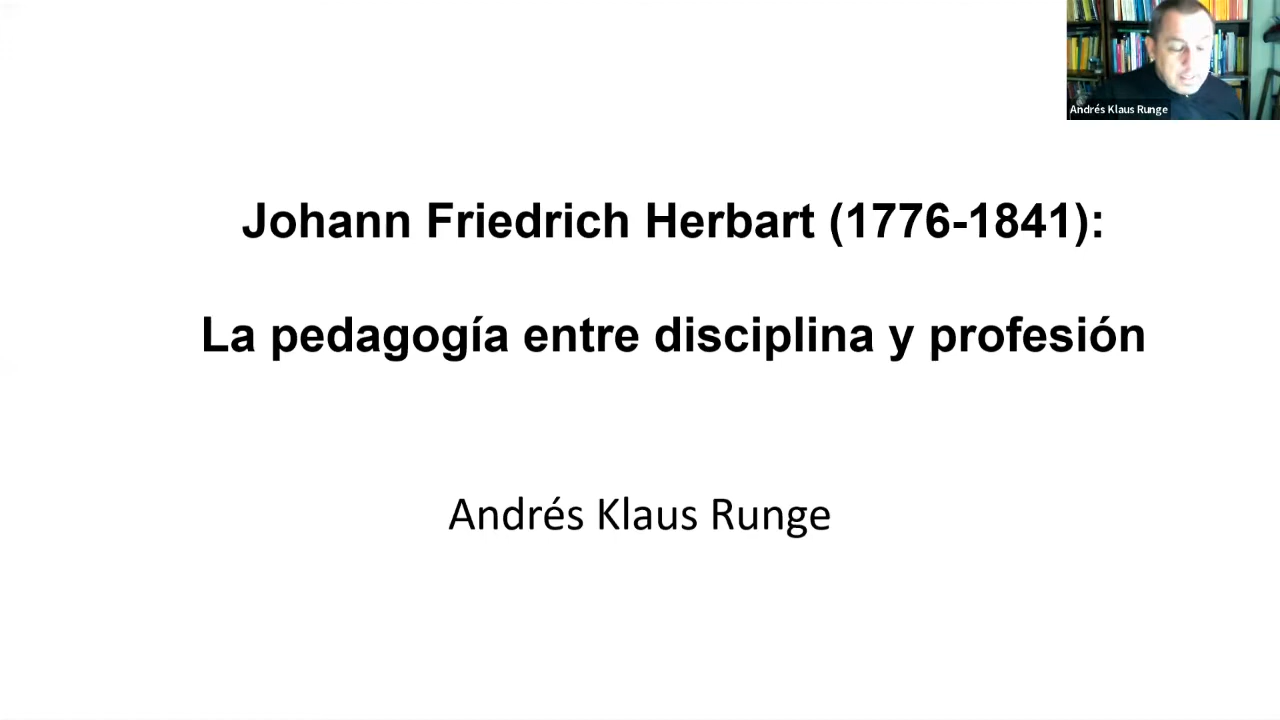 Andrés Klaus Runge
Johann Friedrich Herbart (1776-1841):
La pedagogía entre disciplina y profesión
Andrés Klaus Runge